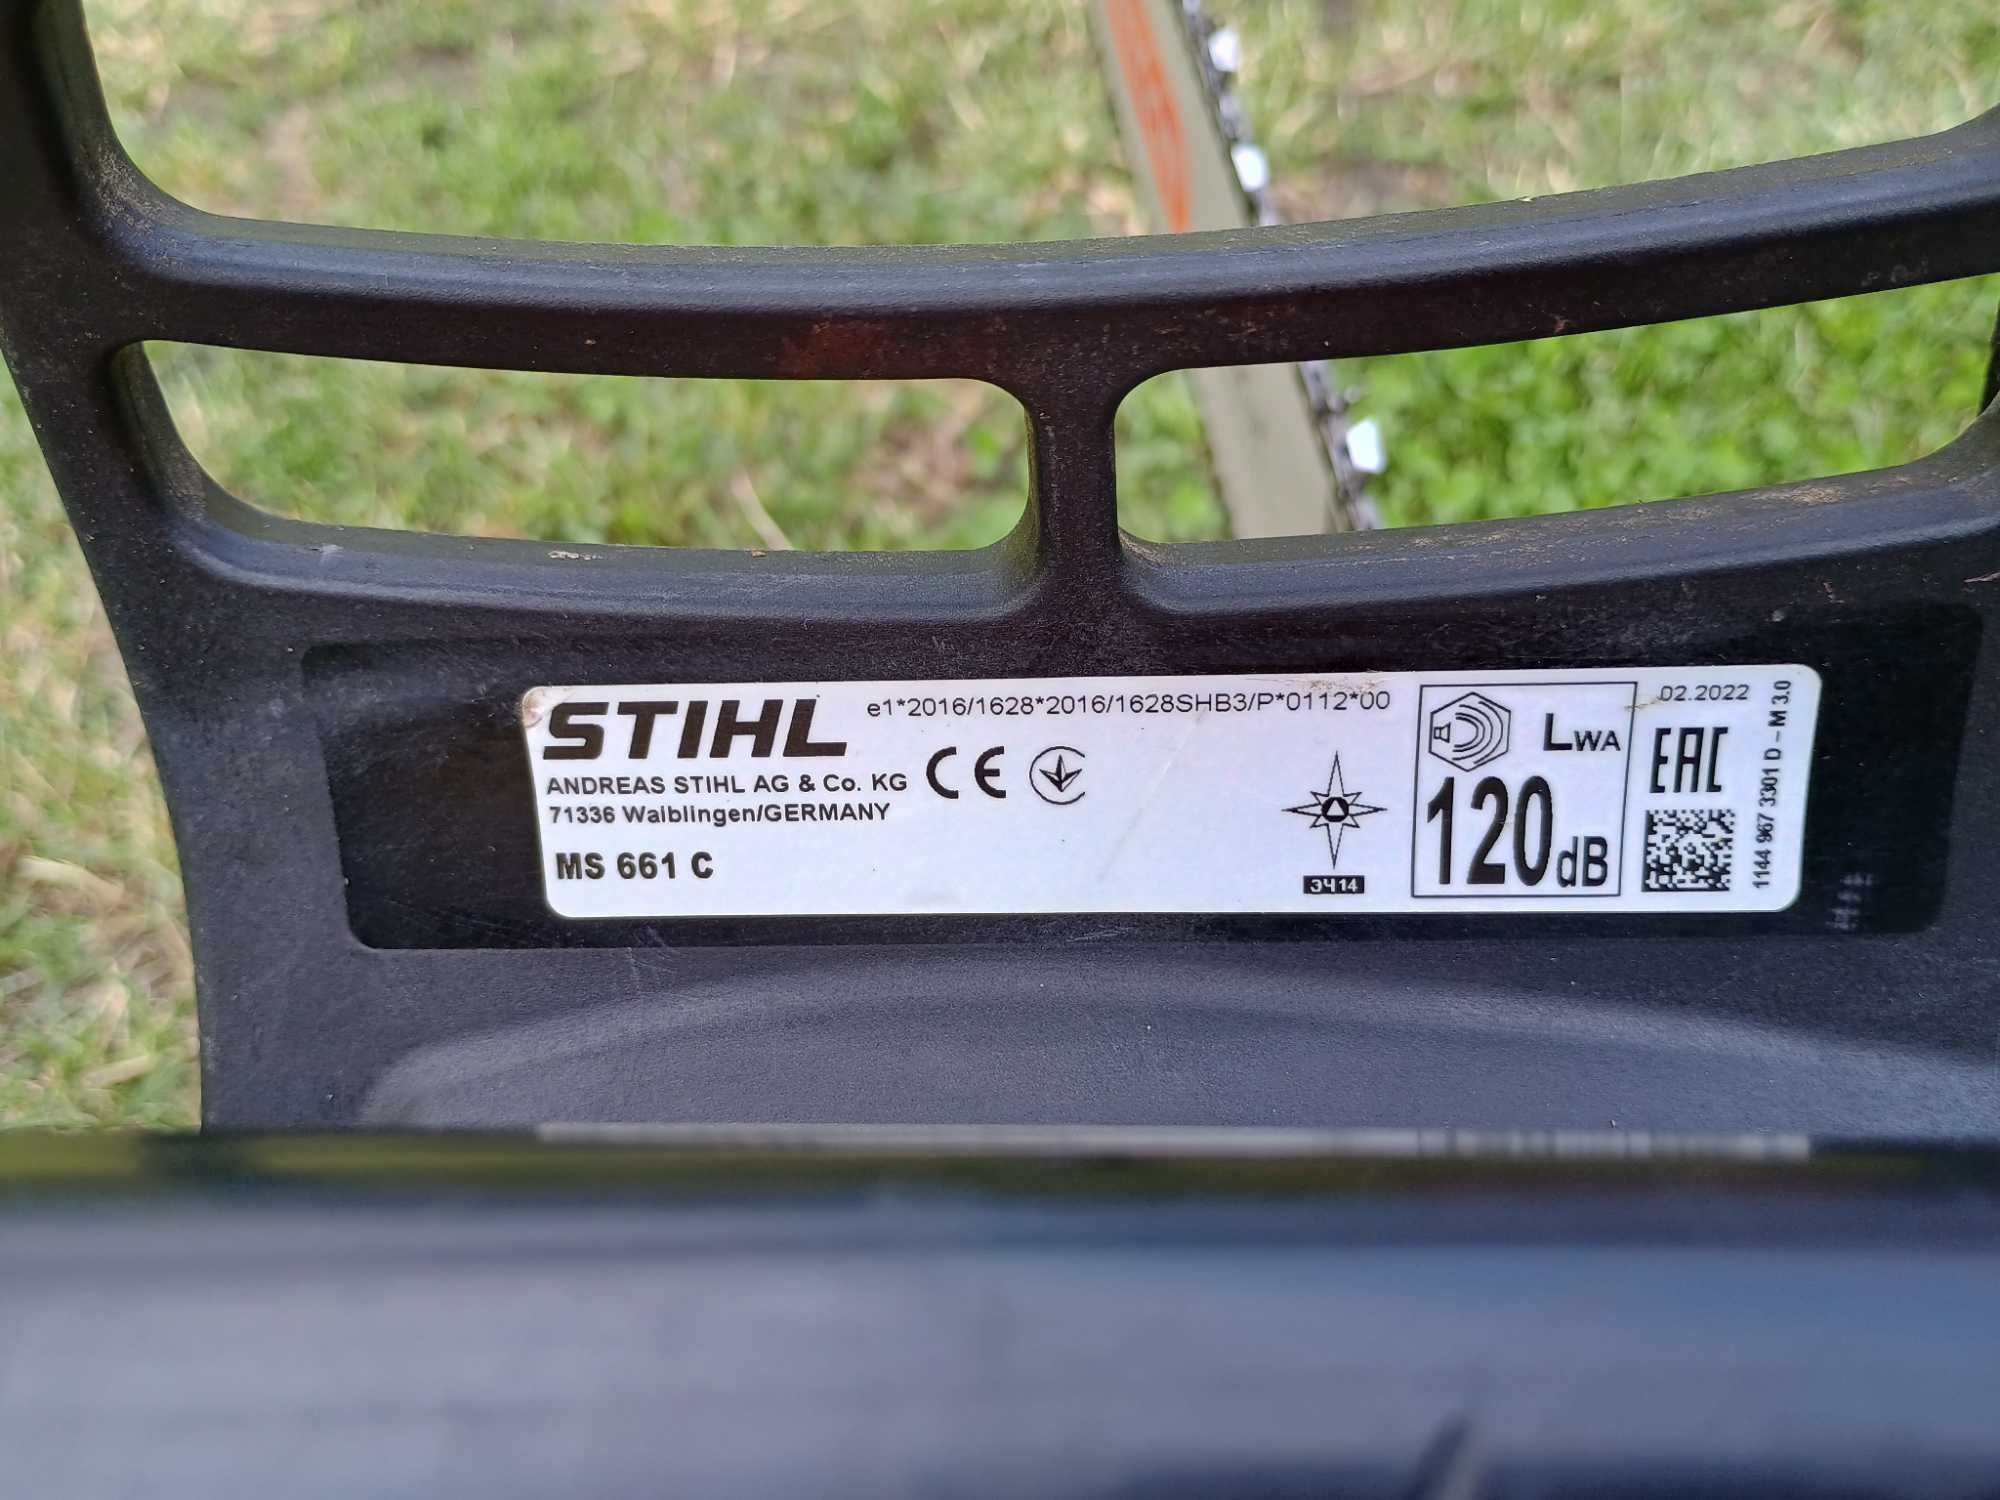 STIHL
e1*2016/1628*2016/1628SHB3/P*0112*00
ANDREAS STIHL AG & Co. KG
71336 Waiblingen/GERMANY
MS 661 C
CE
ЭЧ14
LWA
120dB
02.2022
EAC
1144 967 3301 D – M 3.0